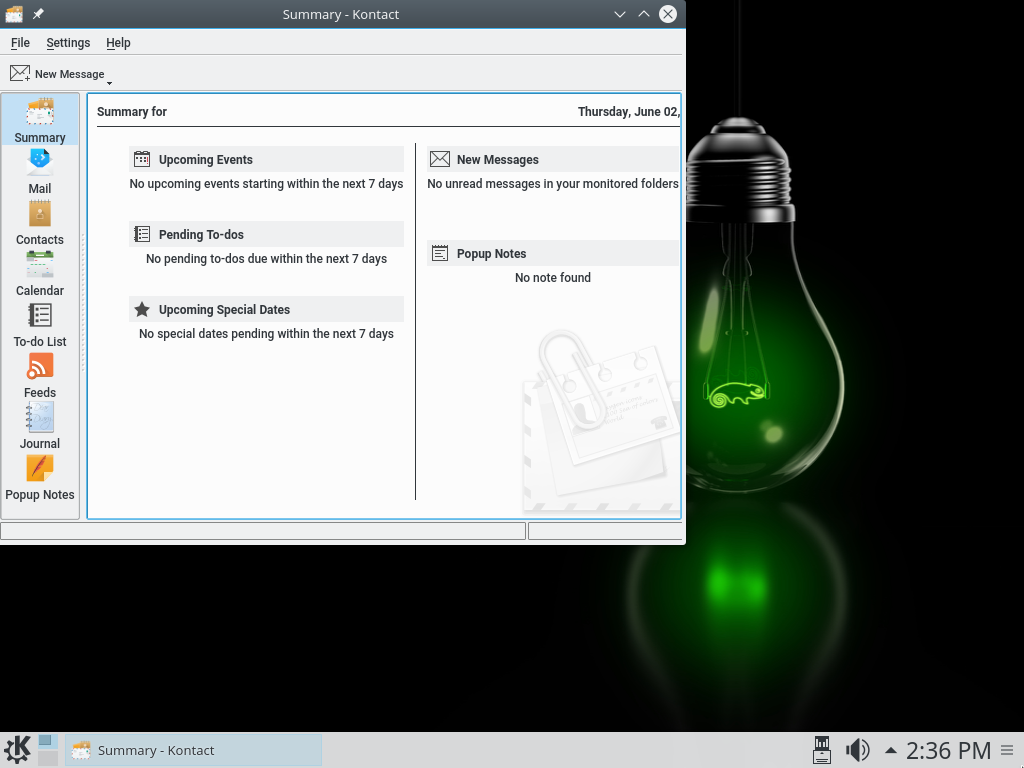 Summary - Kontact
File Settings Help
New Message
Summary
Mail
Contacts
Calendar
To-do List
Feeds
Journal
Popup Notes
Summary for Thursday, June 02,
Upcoming Events
No upcoming events starting within the next 7 days
Pending To-dos
No pending to-dos due within the next 7 days
Upcoming Special Dates
No special dates pending within the next 7 days
New Messages
No unread messages in your monitored folders
Popup Notes
No note found
Summary - Kontact
2:36 PM